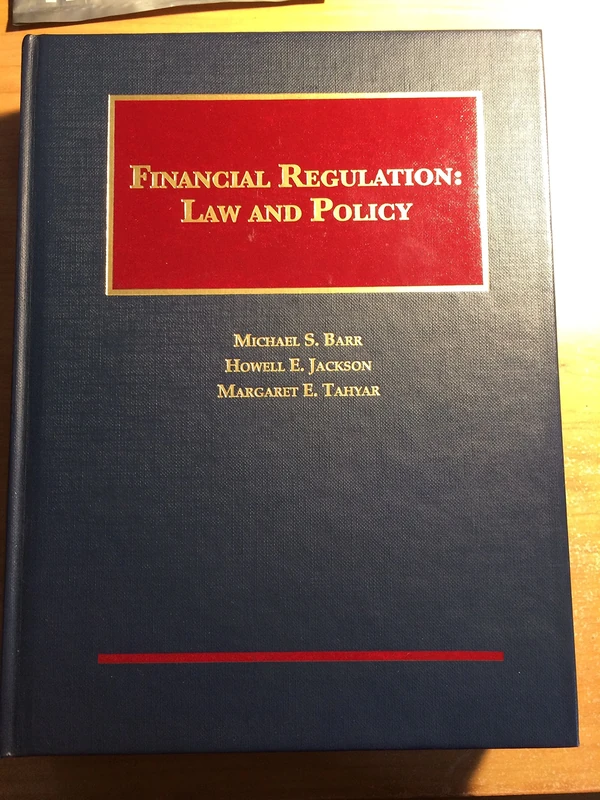 Financial Regulation:
Law and Policy
Michael S. Barr
Howell E. Jackson
Margaret E. Tahyar